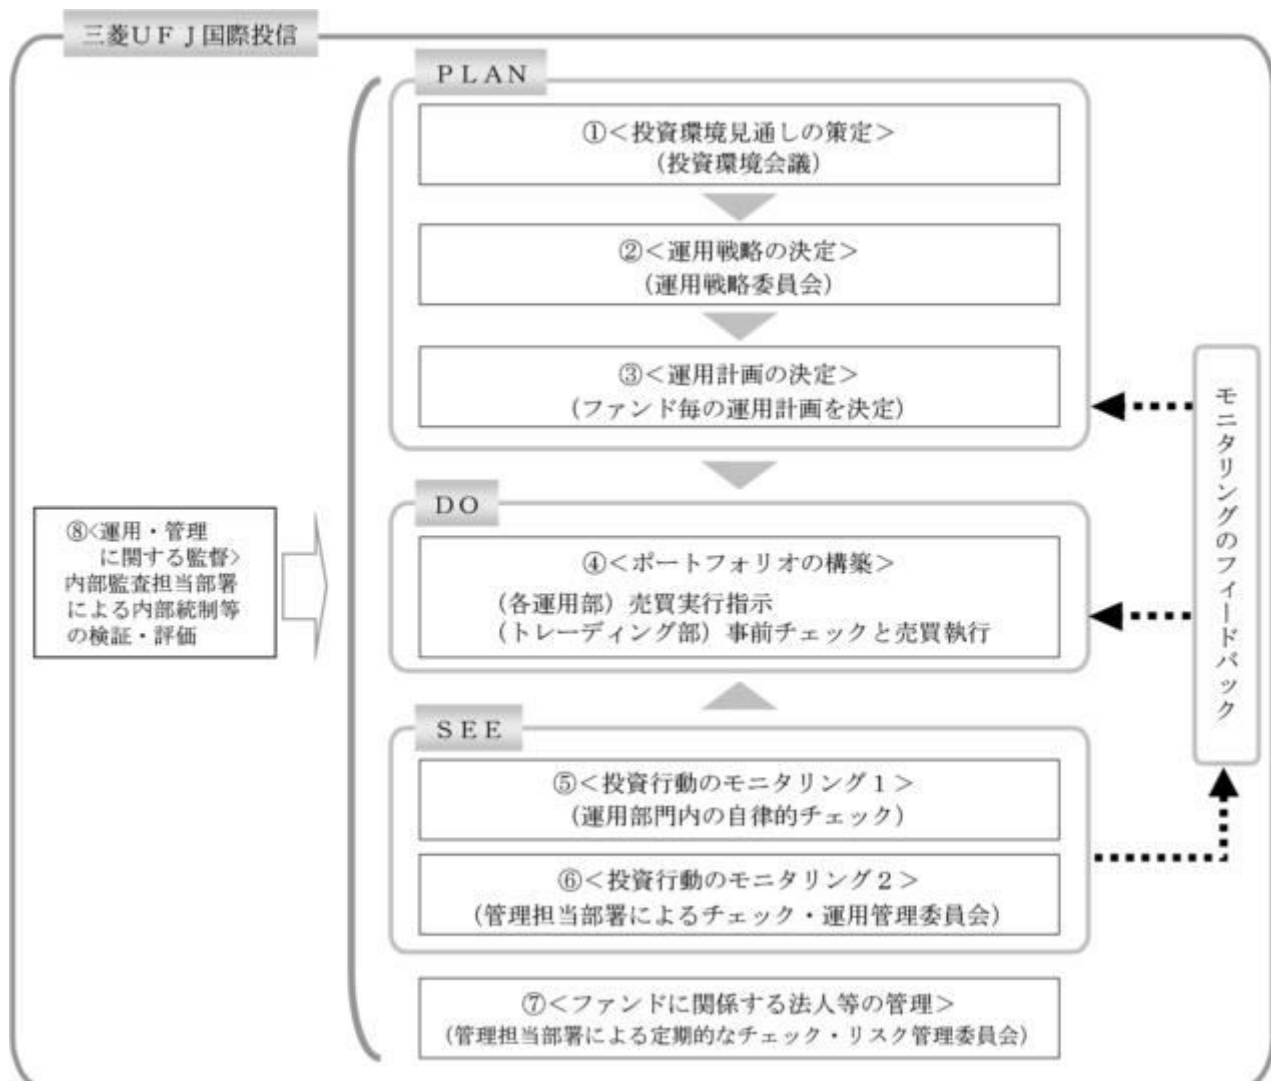 三菱ＵＦＪ国際投信
ＰＬＡＮ
①＜投資環境見通しの策定＞
（投資環境会議）
②＜運用戦略の決定＞
（運用戦略委員会）
③＜運用計画の決定＞
（ファンド毎の運用計画を決定）
ＤＯ
④＜ポートフォリオの構築＞
（各運用部）売買実行指示
（トレーディング部）事前チェックと売買執行
ＳＥＥ
⑤＜投資行動のモニタリング１＞
（運用部門内の自律的チェック）
⑥＜投資行動のモニタリング２＞
（管理担当部署によるチェック・運用管理委員会）
⑦＜ファンドに関係する法人等の管理＞
（管理担当部署による定期的なチェック・リスク管理委員会）
⑧<運用・管理
に関する監督>
内部監査担当部署
による内部統制等
の検証・評価
モニタリングのフィードバック